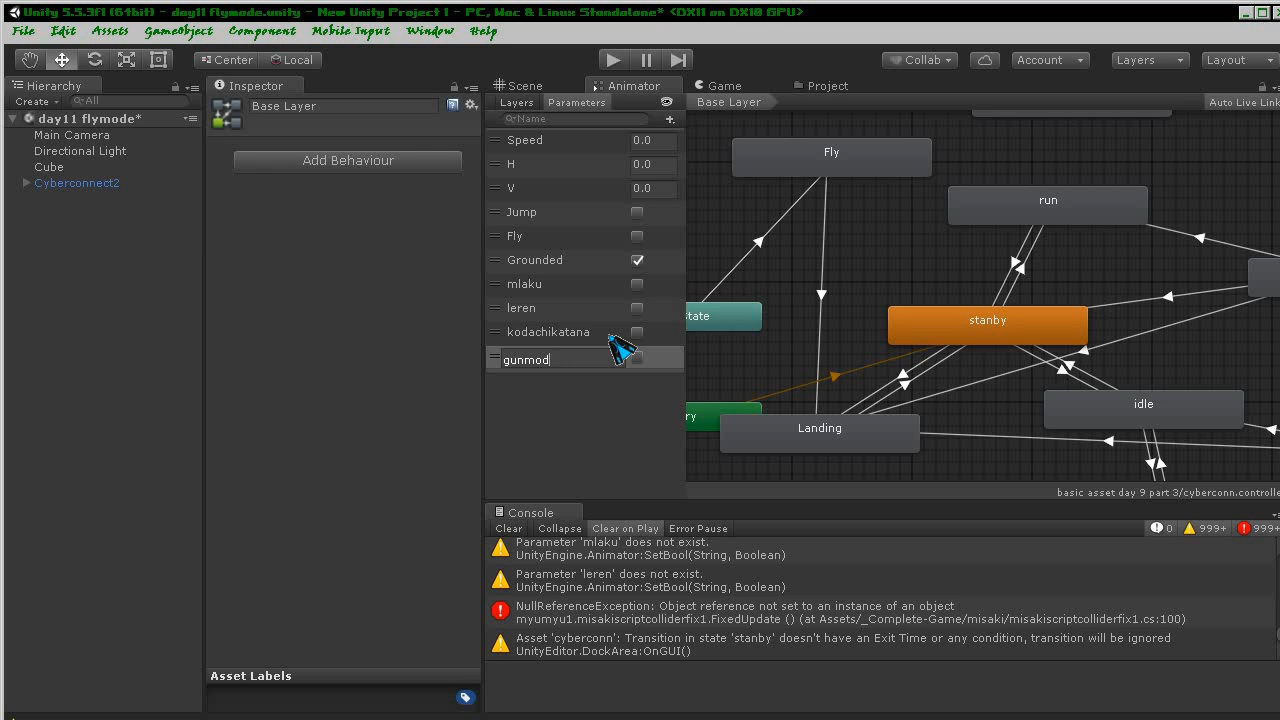 Unity 5.5.3f1 (64bit) - day11 flymode.unity - New Unity Project 1 - PC, Mac & Linux Standalone* <DX11 on DX10 GPU>
File Edit Assets GameObject Component Mobile Input Window Help
Center Local Collab Account Layers Layout
Hierarchy Inspector Scene Animator Game Project
Create All Base Layer Layers Parameters Base Layer Auto Live Link
day11 flymode* Name
Main Camera
Directional Light
Cube
Cyberconnect2
Add Behaviour
Speed 0.0
H 0.0
V 0.0
Jump
Fly
Grounded
mlaku
leren
kodachikatana
gunmod
Fly
run
State
stanby
idle
ry
Landing
basic asset day 9 part 3/cyberconn.controlle
Console
Clear Collapse Clear on Play Error Pause 0 999+ 999+
Parameter 'mlaku' does not exist.
UnityEngine.Animator:SetBool(String, Boolean)
Parameter 'leren' does not exist.
UnityEngine.Animator:SetBool(String, Boolean)
NullReferenceException: Object reference not set to an instance of an object
myumyu1.misakiscriptcolliderfix1.FixedUpdate () (at Assets/_Complete-Game/misaki/misakiscriptcolliderfix1.cs:100)
Asset 'cyberconn': Transition in state 'stanby' doesn't have an Exit Time or any condition, transition will be ignored
UnityEditor.DockArea:OnGUI()
Asset Labels